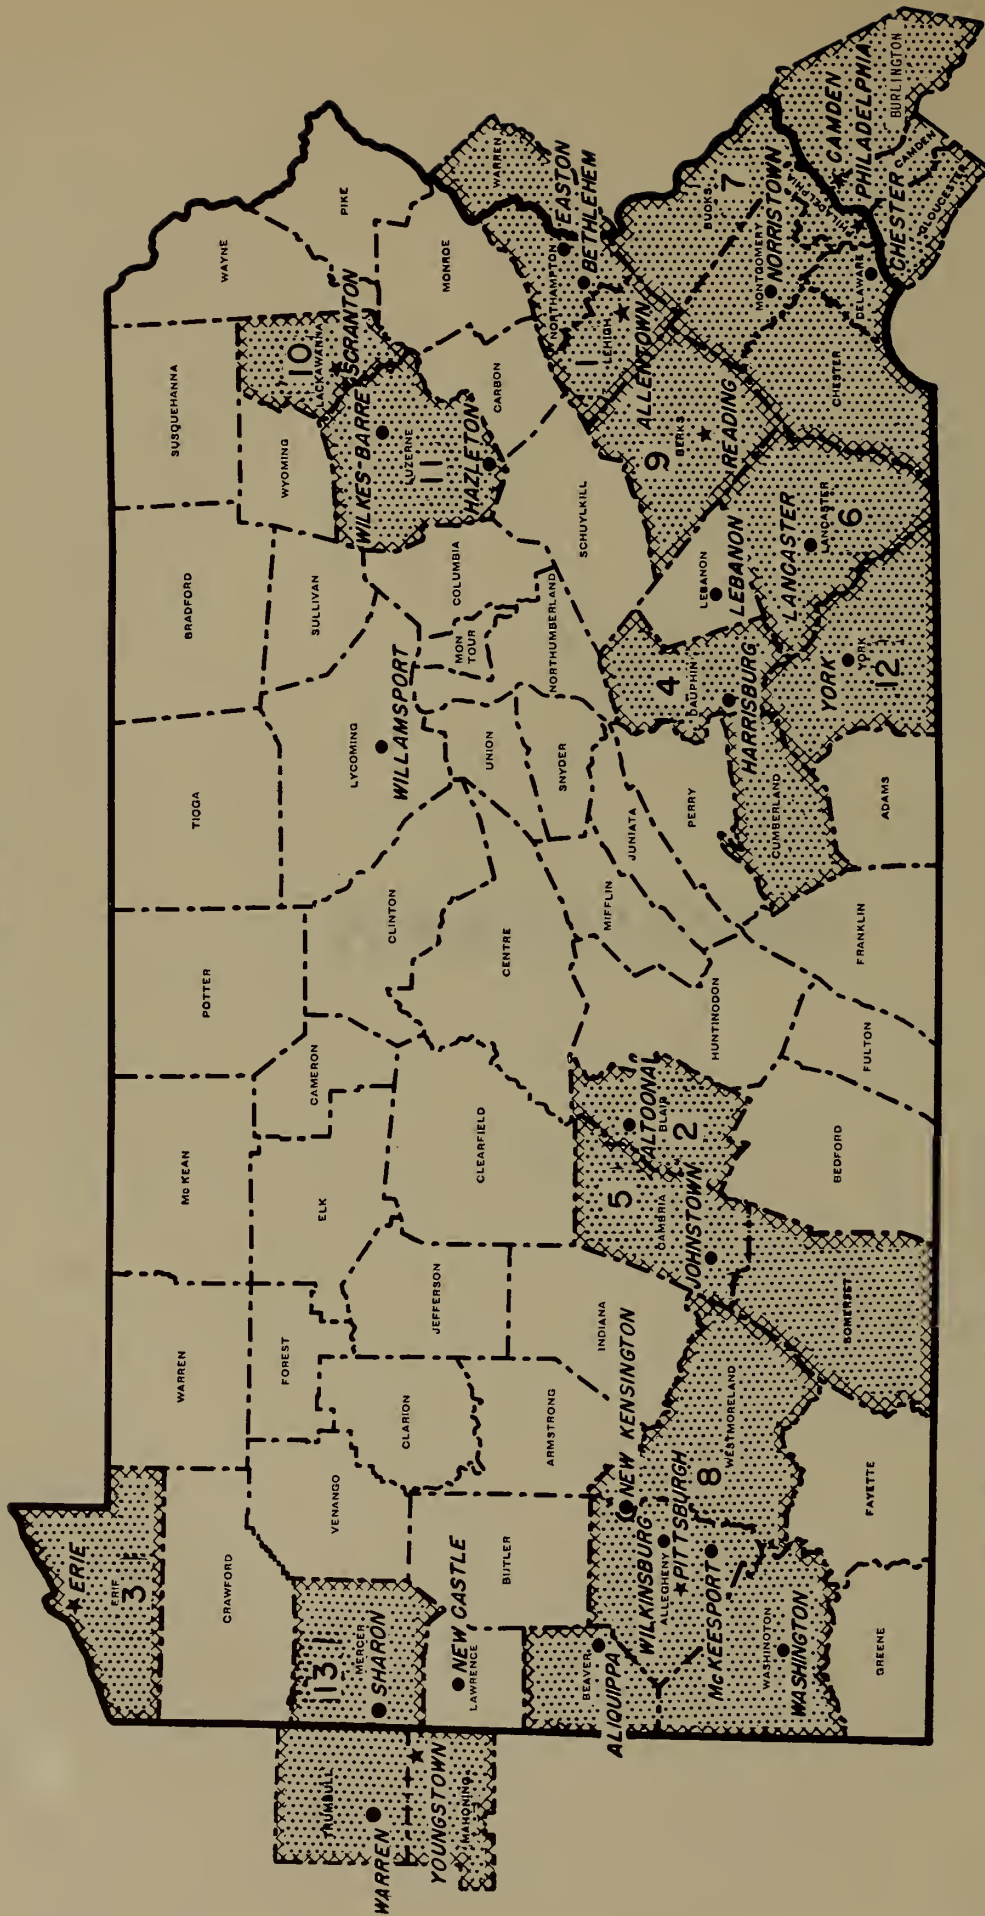 ERIE
ERIE
3
WARREN
Mc KEAN
POTTER
TIOGA
BRADFORD
SUSQUEHANNA
WAYNE
CRAWFORD
FOREST
ELK
CAMERON
SULLIVAN
WYOMING
10
LACKAWANNA
SCRANTON
PIKE
TRUMBULL
WARREN
YOUNGSTOWN
MAHONING
13
MERCER
SHARON
VENANGO
CLINTON
LYCOMING
WILLAMSPORT
WILKES-BARRE
LUZERNE
11
HAZLETON
MONROE
NEW CASTLE
LAWRENCE
BUTLER
CLARION
JEFFERSON
CLEARFIELD
CENTRE
UNION
MON
TOUR
COLUMBIA
CARBON
WARREN
NORTHAMPTON
EASTON
BETHLEHEM
1
LEHIGH
ALLENTOWN
BEAVER
ALIQUIPPA
ARMSTRONG
INDIANA
NEW KENSINGTON
WILKINSBURG
ALLEGHENY
PITTSBURGH
McKEESPORT
8
WESTMORELAND
5
CAMBRIA
JOHNSTOWN
ALTOONAL
BLAIR
2
HUNTINODON
MIFFLIN
JUNIATA
SNYDER
NORTHUMBERLAND
SCHUYLKILL
PERRY
4
DAUPHIN
HARRISBURG
LEBANON
LEBANON
9
BERKS
READING
BUCKS
7
MONTGOMERY
NORRISTOWN
PHILADELPHIA
CAMDEN
PHILADELPHIA
BURLINGTON
CAMDEN
GLOUCESTER
DELAWARE
CHESTER
CHESTER
WASHINGTON
WASHINGTON
GREENE
FAYETTE
SOMERSET
BEDFORD
FULTON
FRANKLIN
CUMBERLAND
ADAMS
YORK
YORK
12
LANCASTER
LANCASTER
6